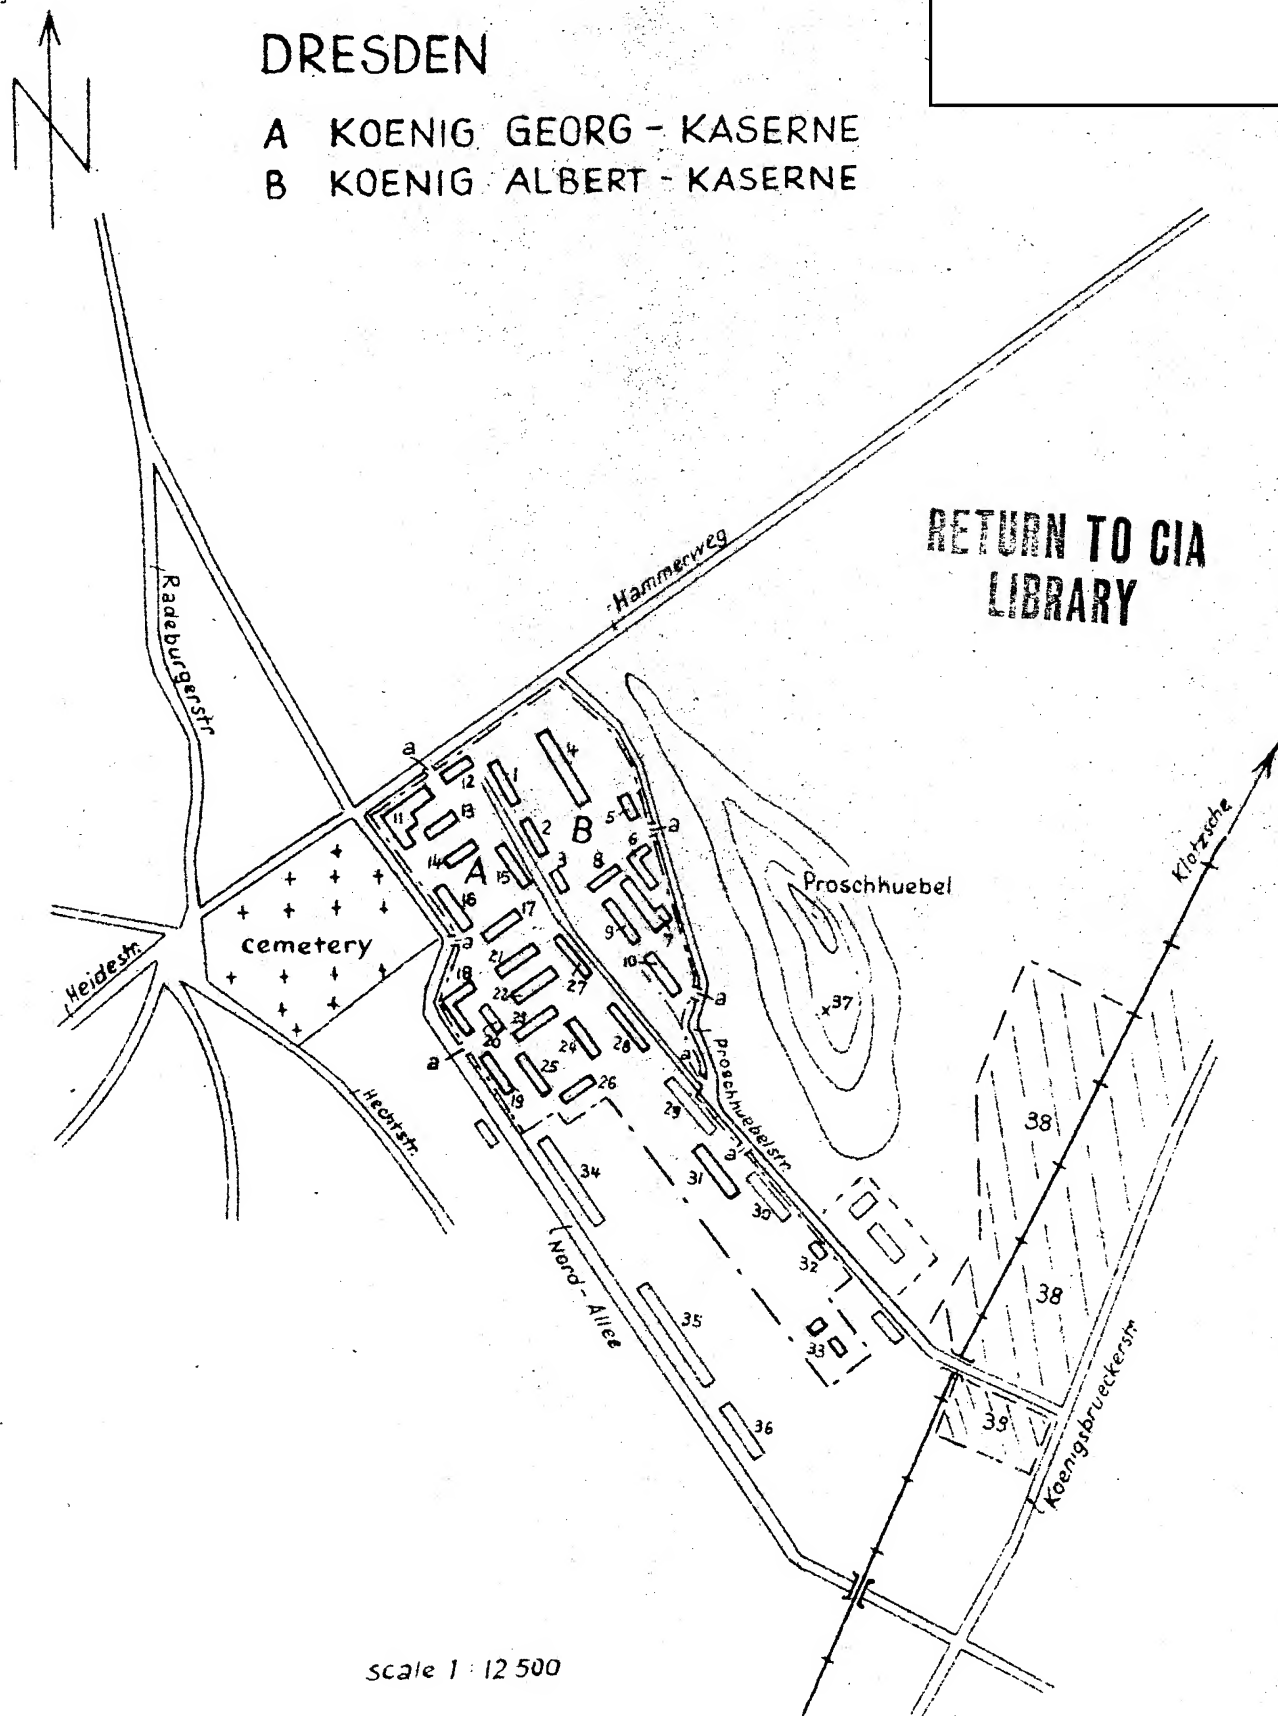 N
DRESDEN
A KOENIG GEORG - KASERNE
B KOENIG ALBERT - KASERNE
RETURN TO CIA
LIBRARY
Hammerweg
Radeburgerstr
a
12
1
4
11
13
2
B
5
a
14
A
15
3
8
6
Proschhuebel
Klotzsche
16
17
9
7
cemetery
a
21
27
10
Heidestr.
18
22
a
x37
20
23
24
28
a
a
19
25
26
29
Proschhuebelstr.
Hechtstr.
38
34
31
a
30
32
Nord-Allee
38
35
33
36
38
Koenigsbrueckerstr
scale 1 : 12 500